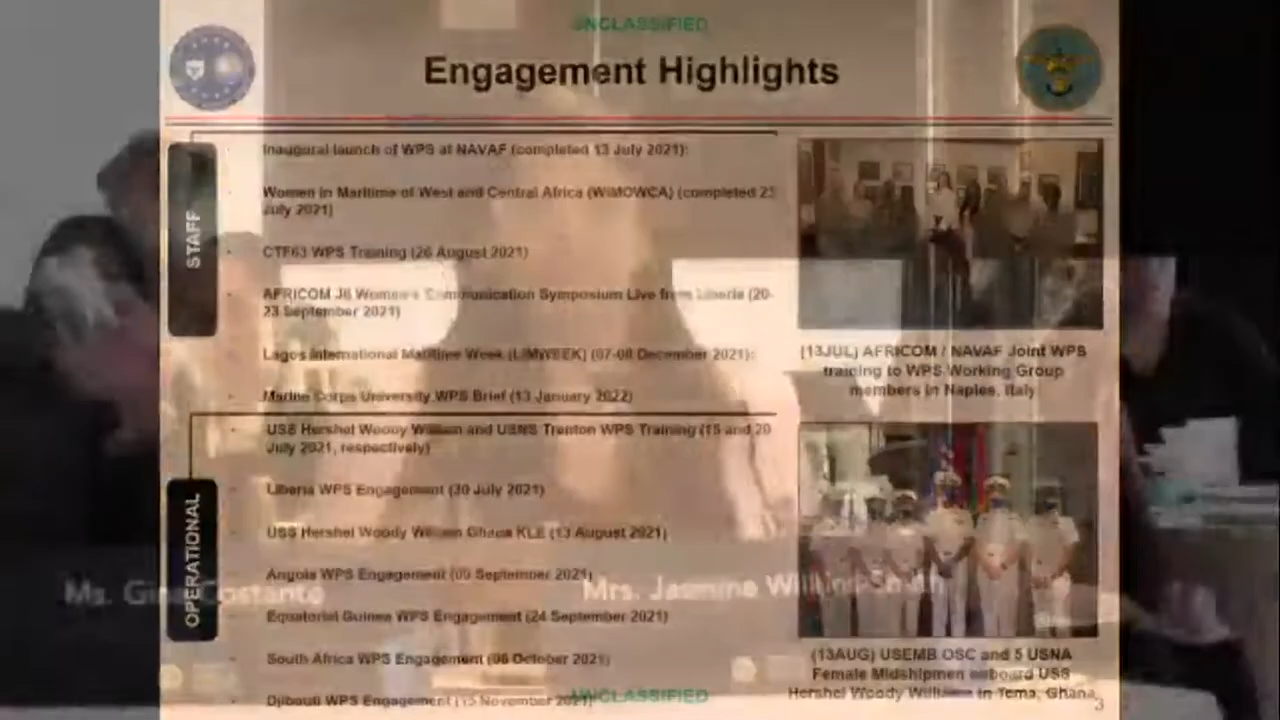 UNCLASSIFIED
Engagement Highlights
STAFF
Inaugural launch of WPS at NAVAF (completed 13 July 2021):
Women in Maritime of West and Central Africa (WiMOWCA) (completed 23
July 2021)
CTF63 WPS Training (26 August 2021)
AFRICOM J6 Women's Communication Symposium Live from Liberia (20-
23 September 2021)
Lagos International Maritime Week (LIMWEEK) (07-08 December 2021):
Marine Corps University WPS Brief (13 January 2022)
(13JUL) AFRICOM / NAVAF Joint WPS
training to WPS Working Group
members in Naples, Italy
OPERATIONAL
USS Hershel Woody William and USNS Trenton WPS Training (15 and 20
July 2021, respectively)
Liberia WPS Engagement (30 July 2021)
USS Hershel Woody William Ghana KLE (13 August 2021)
Angola WPS Engagement (09 September 2021)
Equatorial Guinea WPS Engagement (24 September 2021)
South Africa WPS Engagement (06 October 2021)
Djibouti WPS Engagement (15 November 2021)
(13AUG) USEMB OSC and 5 USNA
Female Midshipmen onboard USS
Hershel Woody Williams in Tema, Ghana
UNCLASSIFIED
3
Ms. Gina Costante
Mrs. Jasmine Wilkins-Smith